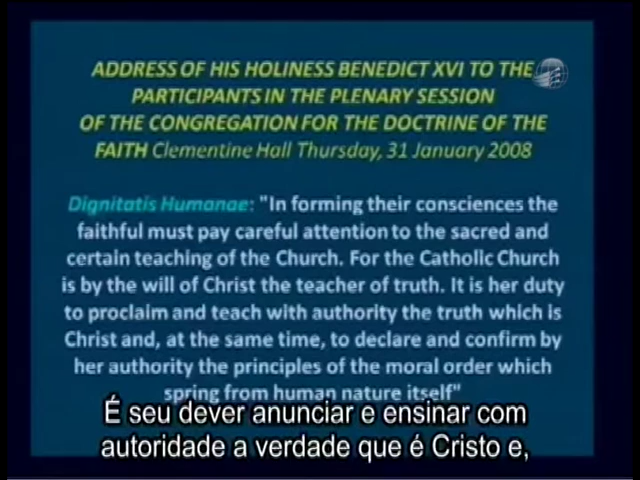 ADDRESS OF HIS HOLINESS BENEDICT XVI TO THE
PARTICIPANTS IN THE PLENARY SESSION
OF THE CONGREGATION FOR THE DOCTRINE OF THE
FAITH Clementine Hall Thursday, 31 January 2008
Dignitatis Humanae: "In forming their consciences the
faithful must pay careful attention to the sacred and
certain teaching of the Church. For the Catholic Church
is by the will of Christ the teacher of truth. It is her duty
to proclaim and teach with authority the truth which is
Christ and, at the same time, to declare and confirm by
her authority the principles of the moral order which
spring from human nature itself"
É seu dever anunciar e ensinar com
autoridade a verdade que é Cristo e,